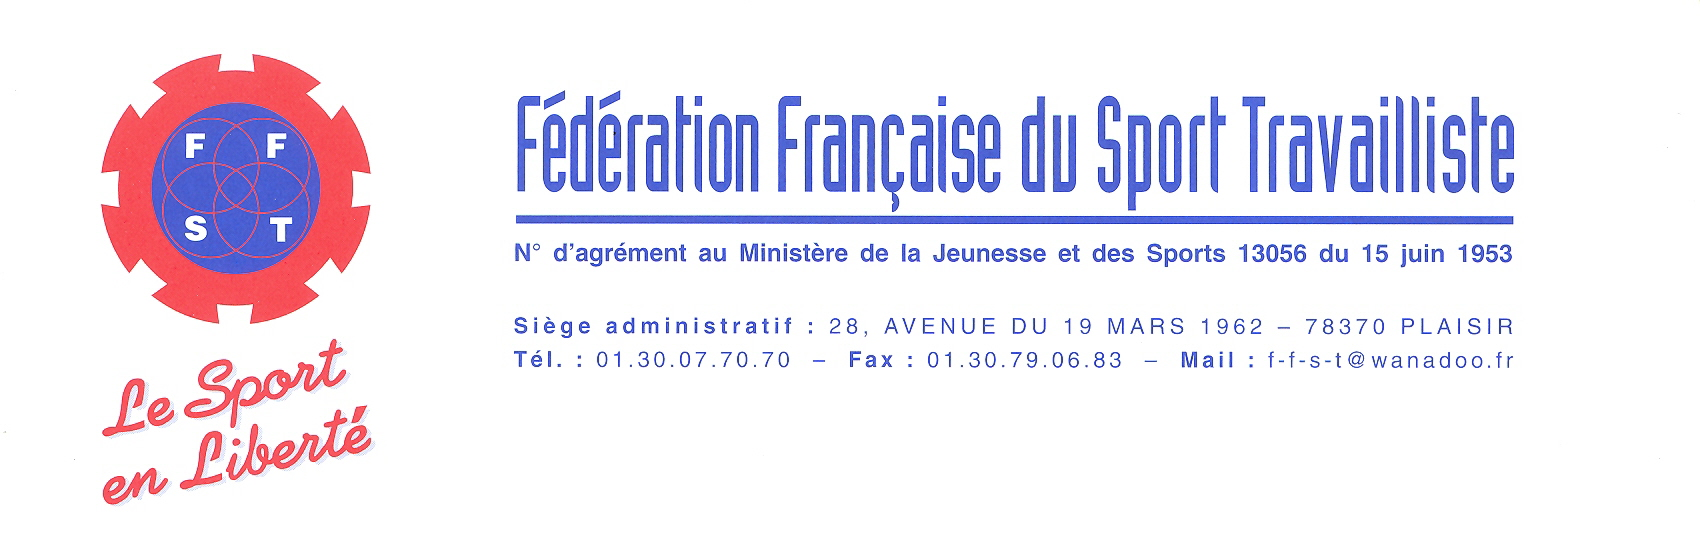 F F
S T
Le Sport
en Liberté
Fédération Française du Sport Travailliste
N° d'agrément au Ministère de la Jeunesse et des Sports 13056 du 15 juin 1953
Siège administratif : 28, AVENUE DU 19 MARS 1962 – 78370 PLAISIR
Tél. : 01.30.07.70.70 – Fax : 01.30.79.06.83 – Mail : f-f-s-t@wanadoo.fr